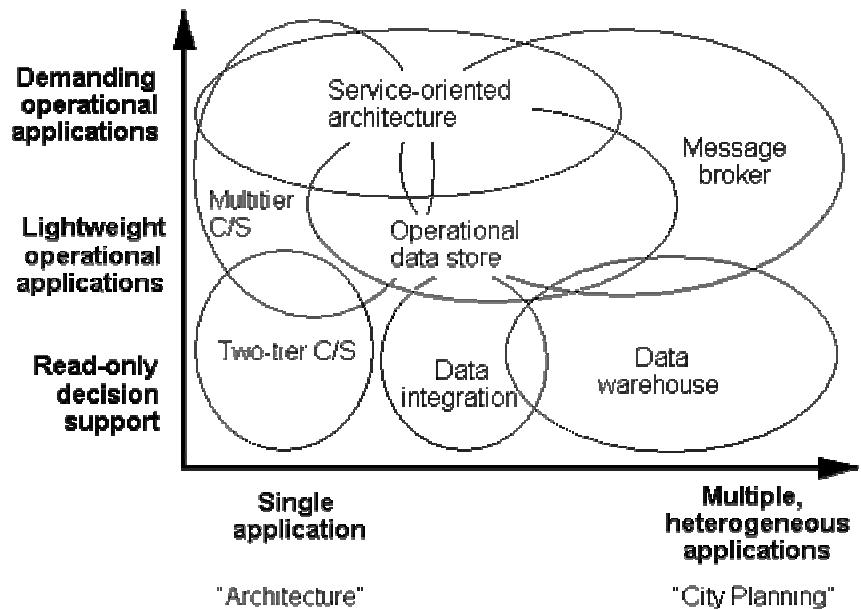 Demanding
operational
applications
Service-oriented
architecture
Message
broker
Multitier
C/S
Lightweight
operational
applications
Operational
data store
Two-tier C/S
Read-only
decision
support
Data
integration
Data
warehouse
Single
application
Multiple,
heterogeneous
applications
"Architecture"
"City Planning"